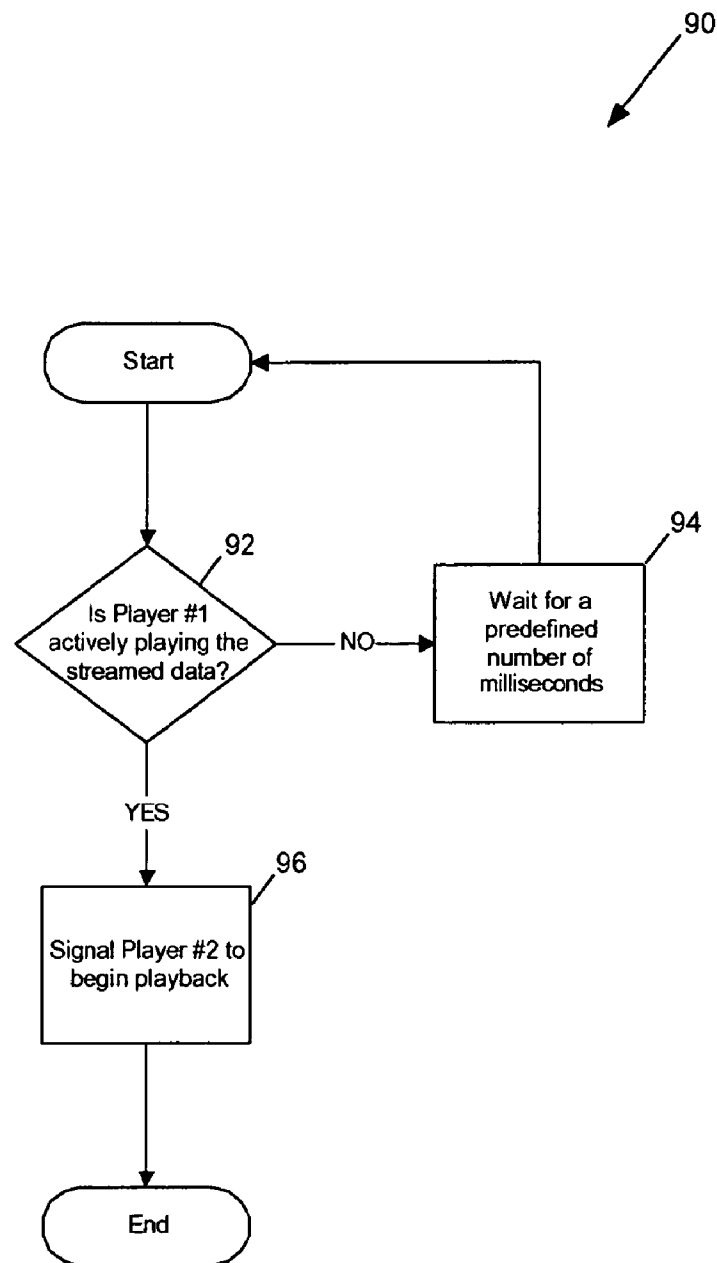 90
Start
92
Is Player #1
actively playing the
streamed data?
NO
94
Wait for a
predefined
number of
milliseconds
YES
96
Signal Player #2 to
begin playback
End